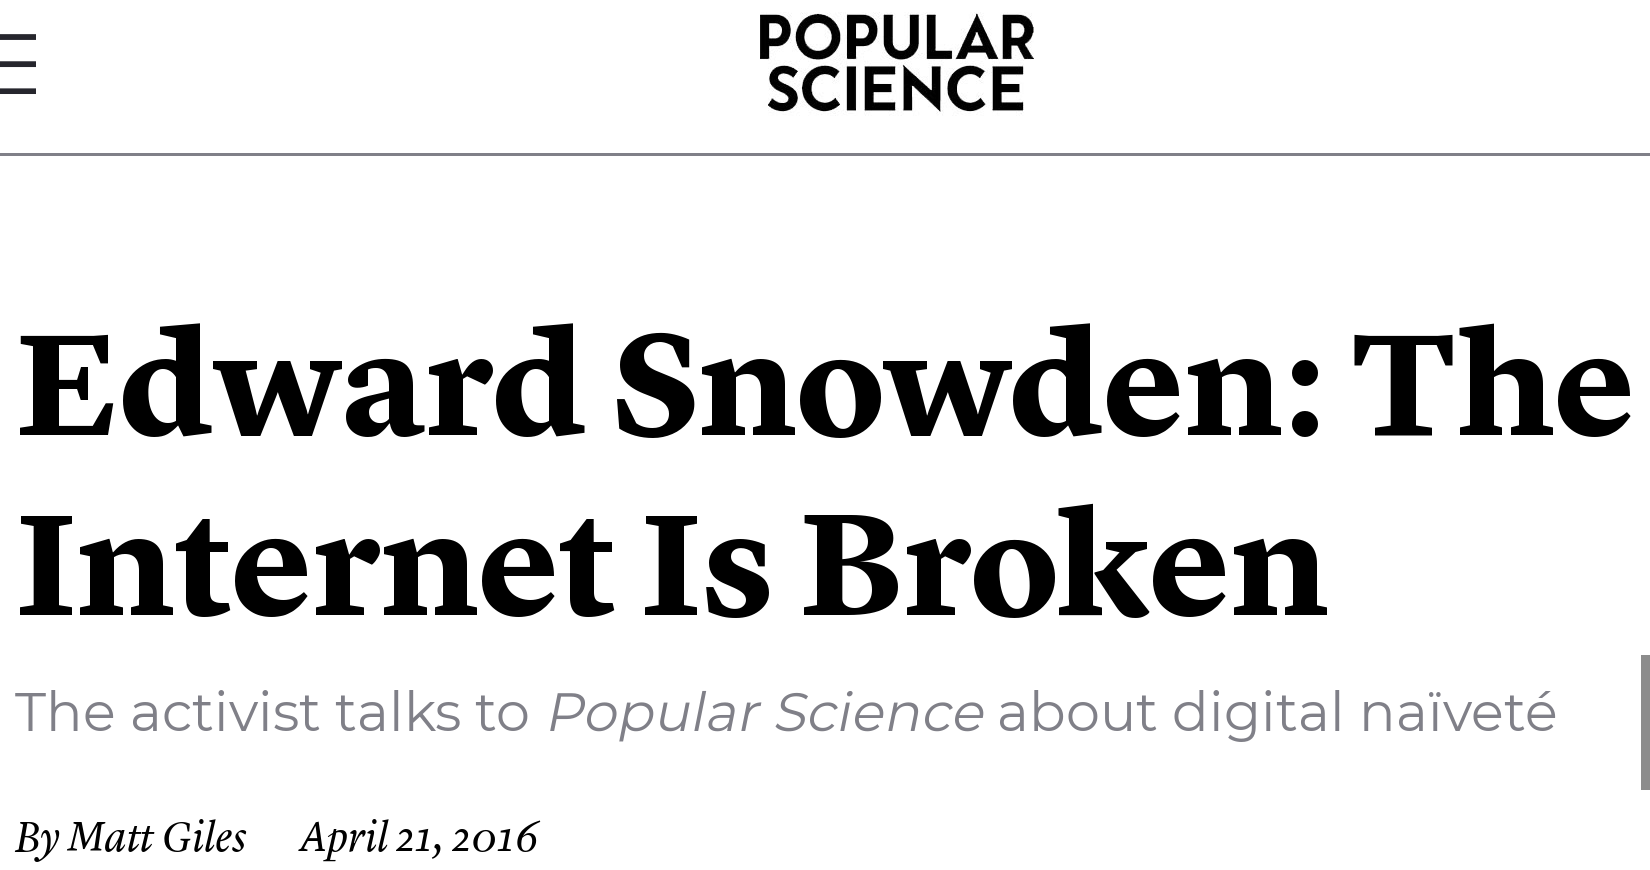 POPULAR
SCIENCE
Edward Snowden: The
Internet Is Broken
The activist talks to Popular Science about digital naïveté
By Matt Giles April 21, 2016